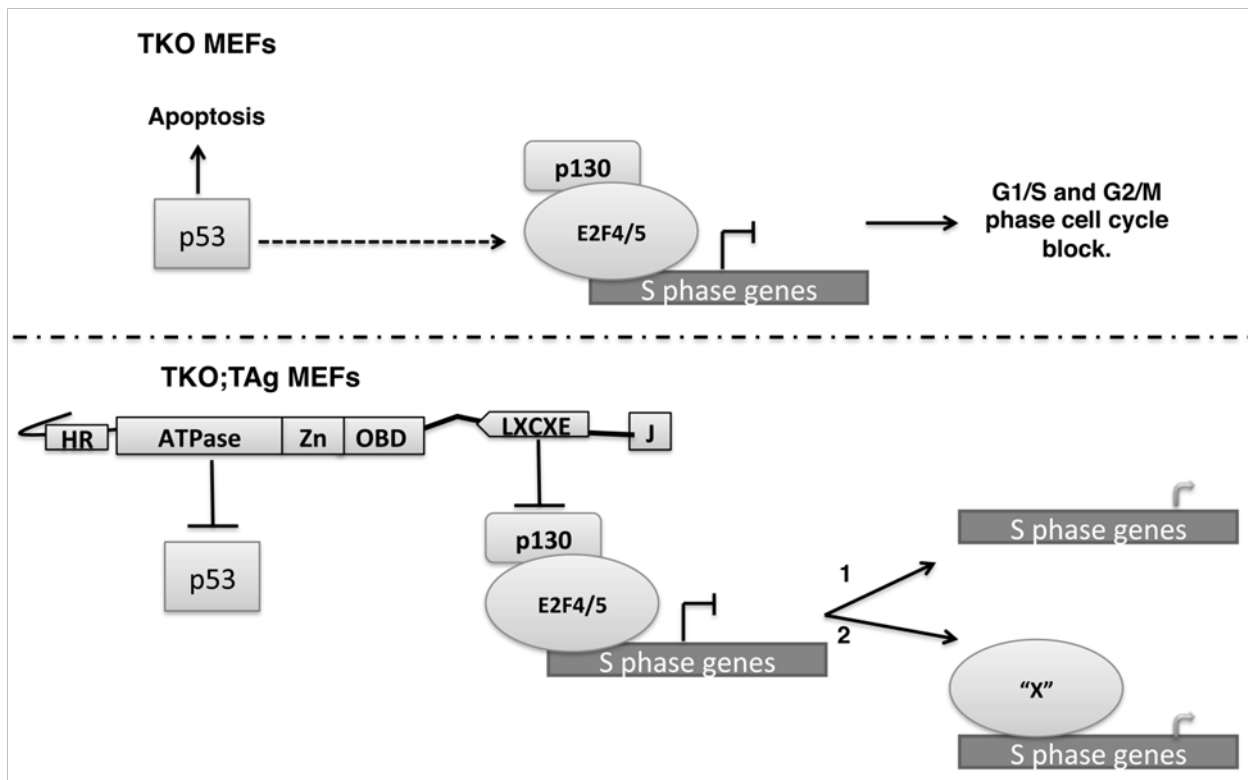 TKO MEFs
Apoptosis
p53
p130
E2F4/5
S phase genes
G1/S and G2/M
phase cell cycle
block.
TKO;TAg MEFs
HR
ATPase
Zn
OBD
LXCXE
J
p53
p130
E2F4/5
S phase genes
1
2
S phase genes
“X”
S phase genes